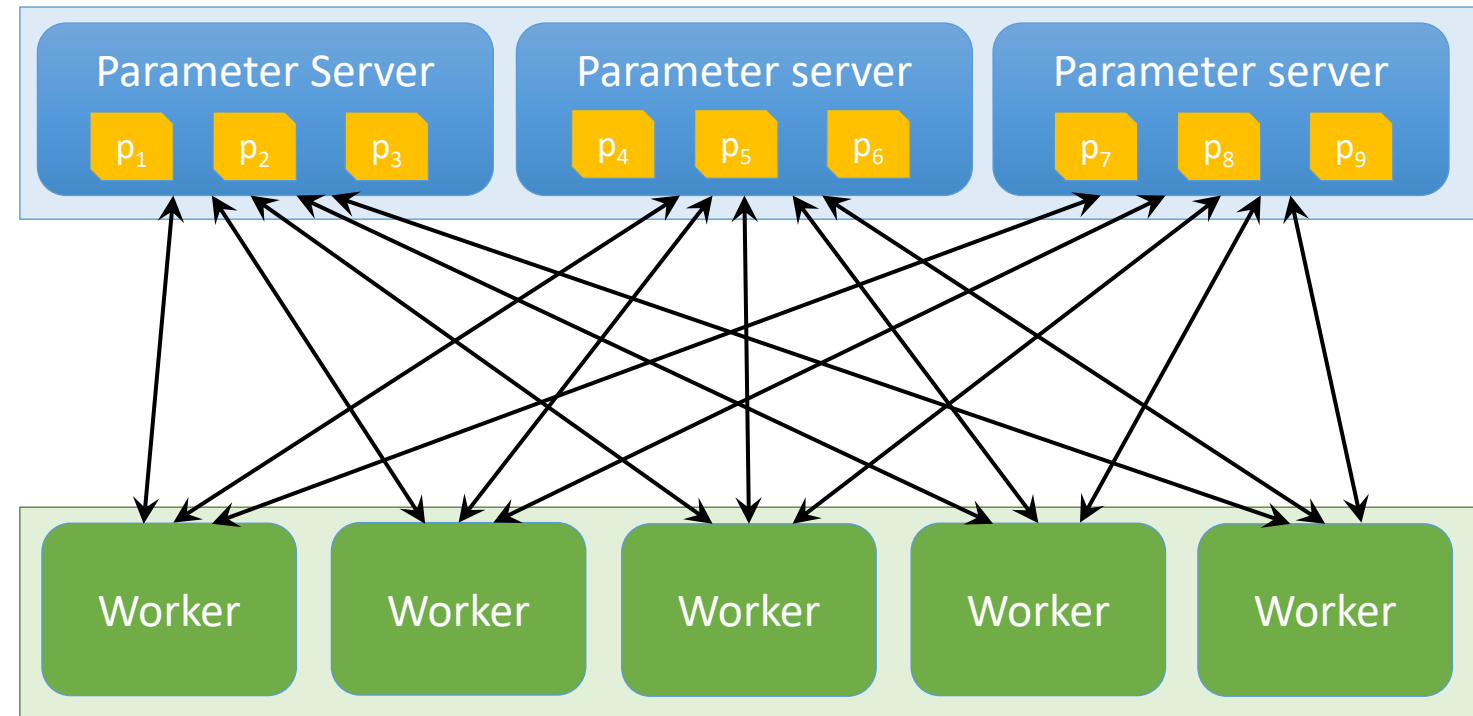 Parameter Server
p₁ p₂ p₃
Parameter server
p₄ p₅ p₆
Parameter server
p₇ p₈ p₉
Worker
Worker
Worker
Worker
Worker